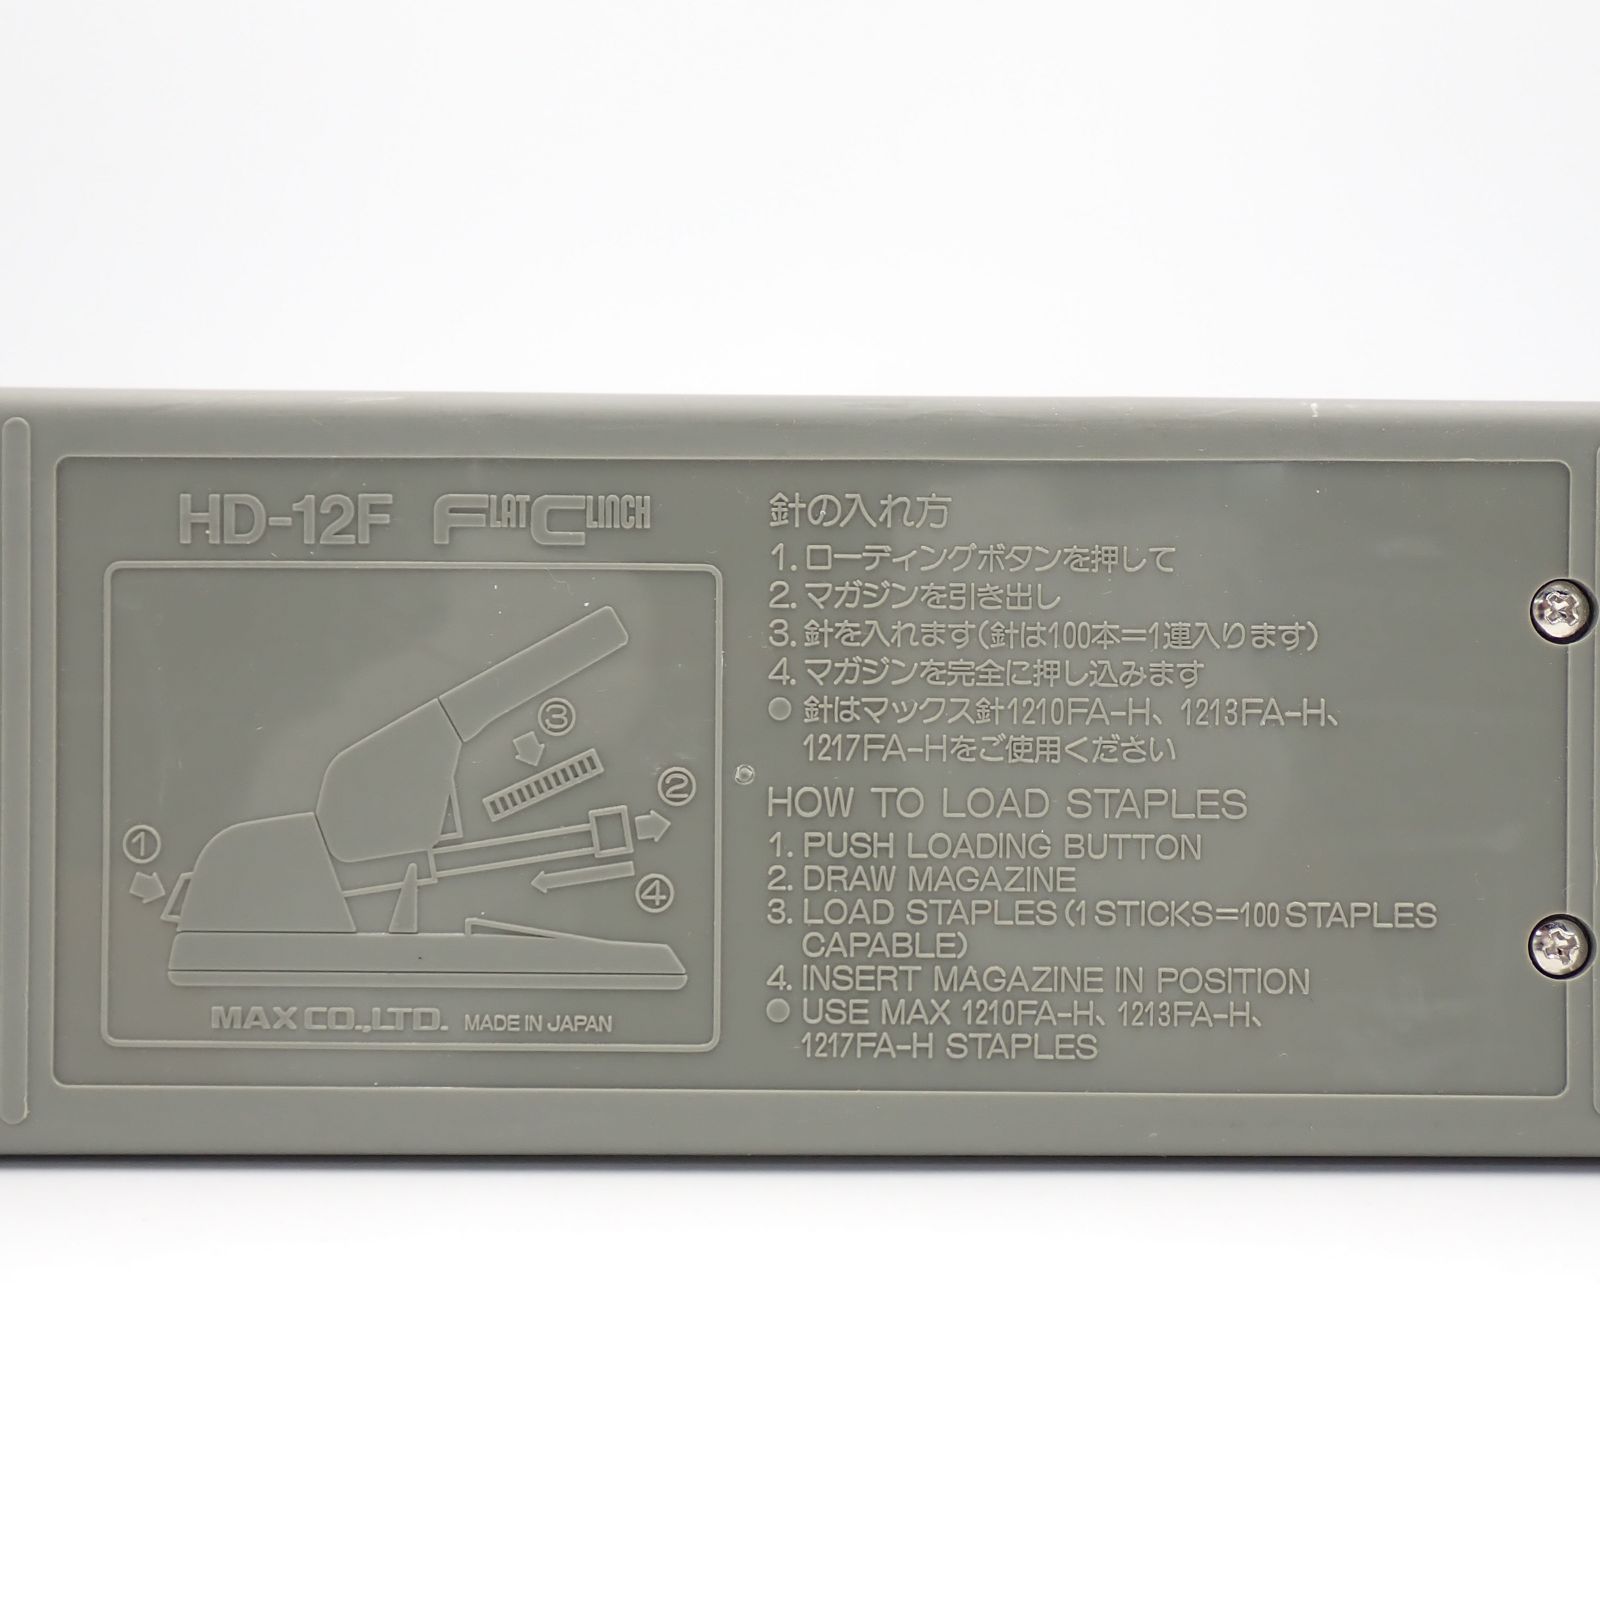 HD-12F FLAT CLINCH
①
②
③
④
MAX CO.,LTD. MADE IN JAPAN
針の入れ方
1. ローディングボタンを押して
2. マガジンを引き出し
3. 針を入れます(針は100本=1連入ります)
4. マガジンを完全に押し込みます
● 針はマックス針1210FA-H、1213FA-H、
1217FA-Hをご使用ください
HOW TO LOAD STAPLES
1. PUSH LOADING BUTTON
2. DRAW MAGAZINE
3. LOAD STAPLES (1 STICKS=100 STAPLES
CAPABLE)
4. INSERT MAGAZINE IN POSITION
● USE MAX 1210FA-H、1213FA-H、
1217FA-H STAPLES